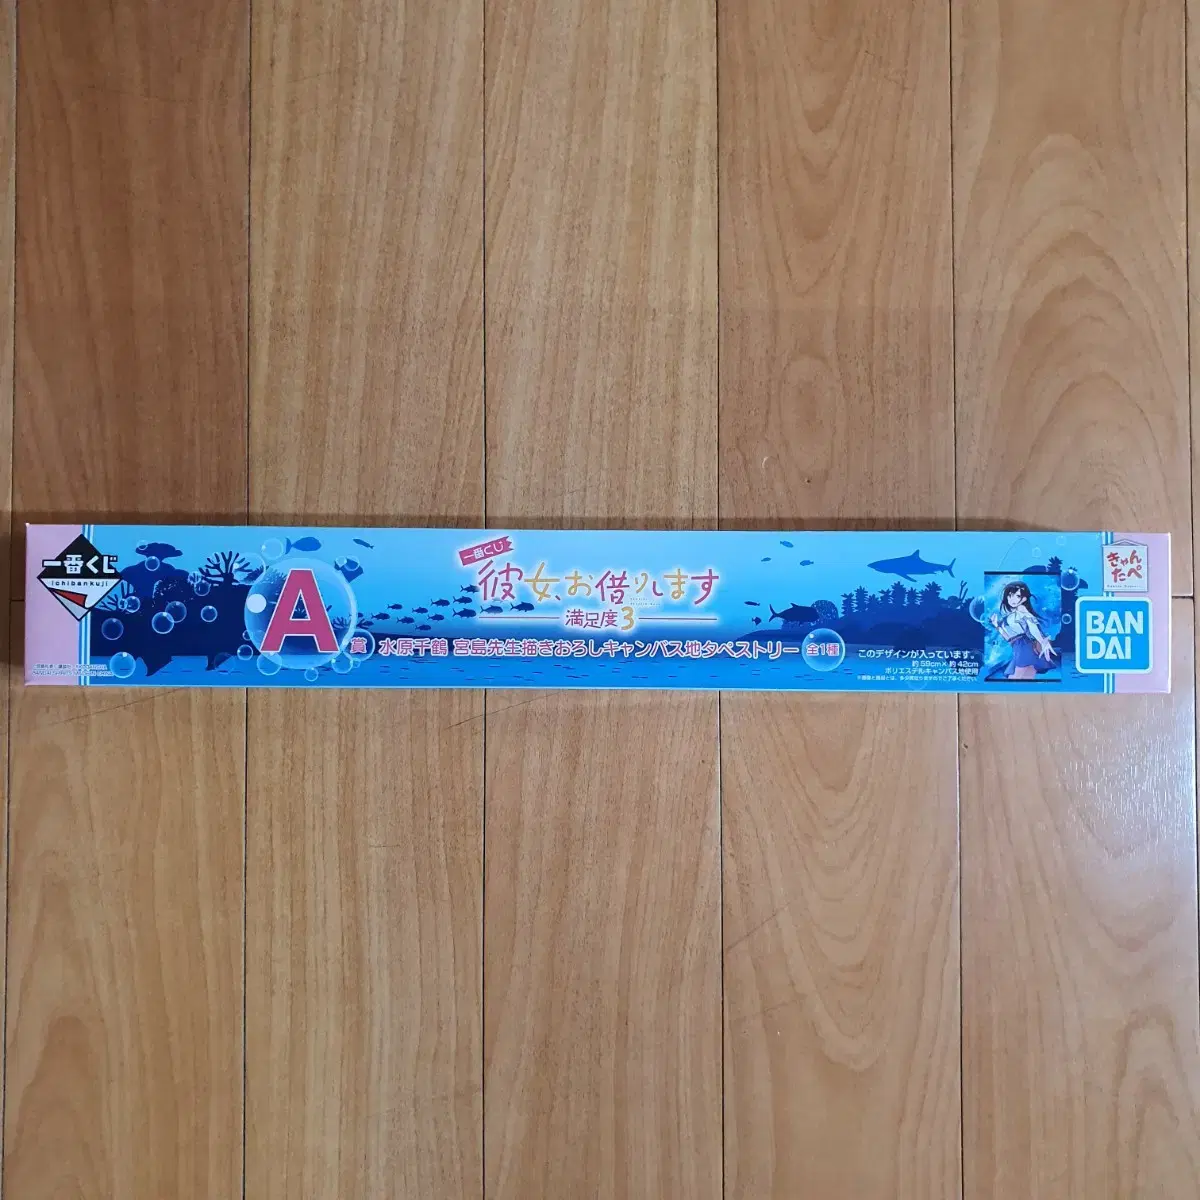 一番くじ
ichibankuji
A賞
一番くじ
彼女、お借りします
満足度3
水原千鶴 宮島先生描きおろしキャンバス地タペストリー 全1種
このデザインが入っています。
約59cm×約42cm
ポリエステルキャンバス地使用
きゃん
たぺ
BAN
DAI